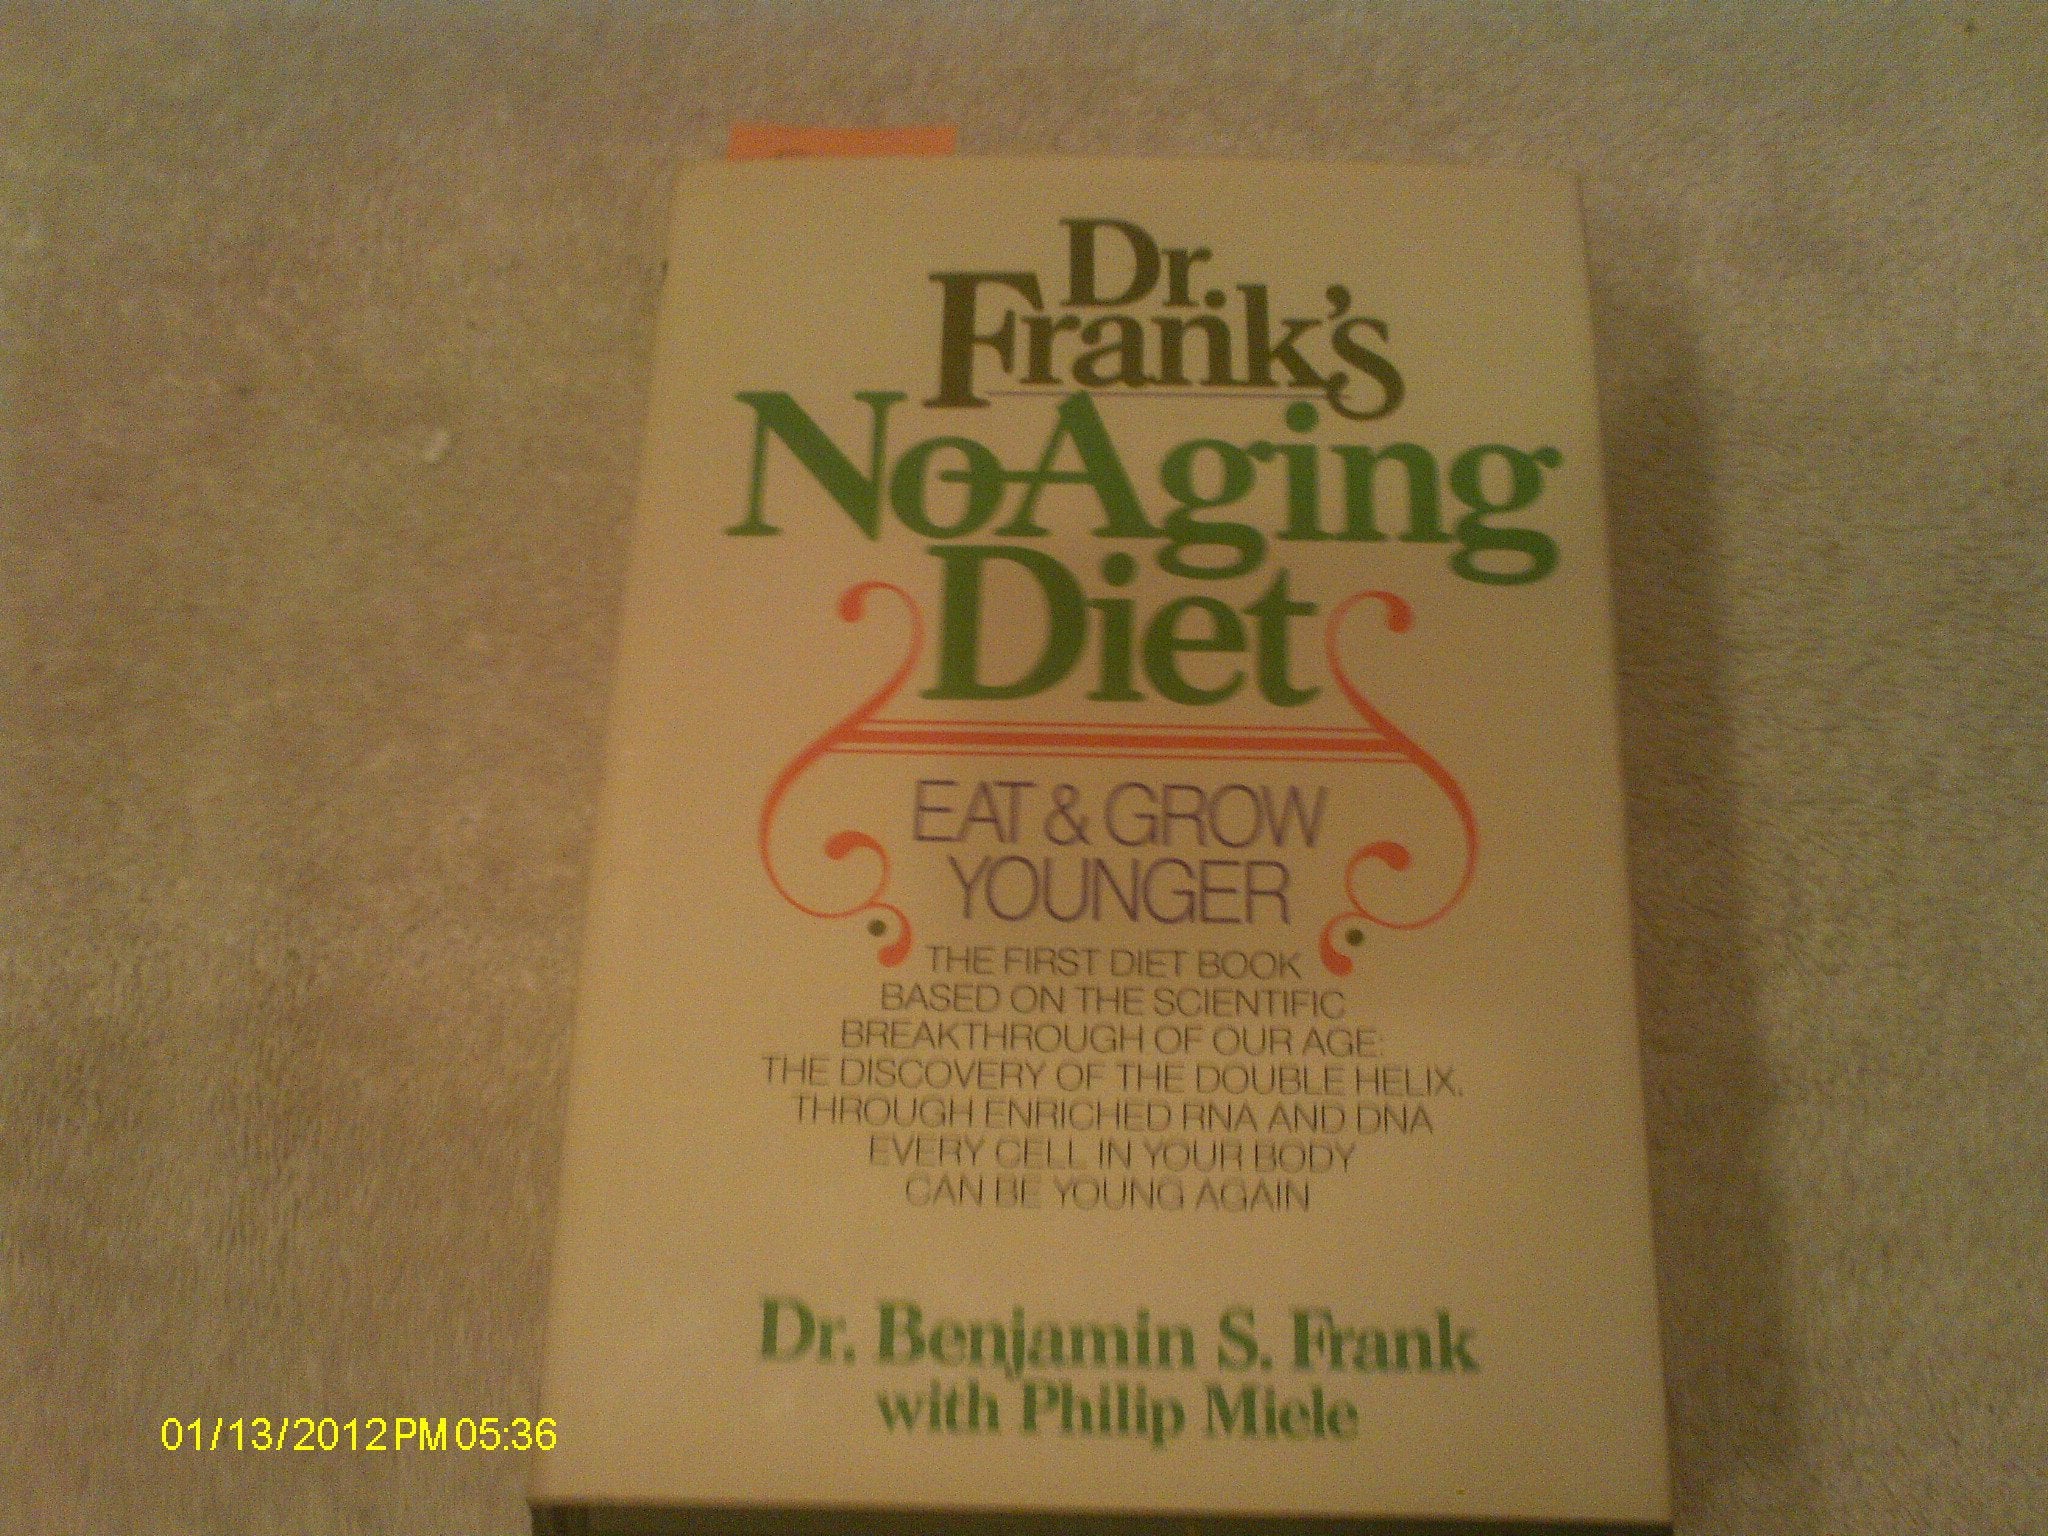 Dr.
Frank's
No-Aging
Diet
EAT & GROW
YOUNGER
THE FIRST DIET BOOK
BASED ON THE SCIENTIFIC
BREAKTHROUGH OF OUR AGE:
THE DISCOVERY OF THE DOUBLE HELIX.
THROUGH ENRICHED RNA AND DNA
EVERY CELL IN YOUR BODY
CAN BE YOUNG AGAIN
Dr. Benjamin S. Frank
with Philip Miele
01/13/2012 PM 05:36